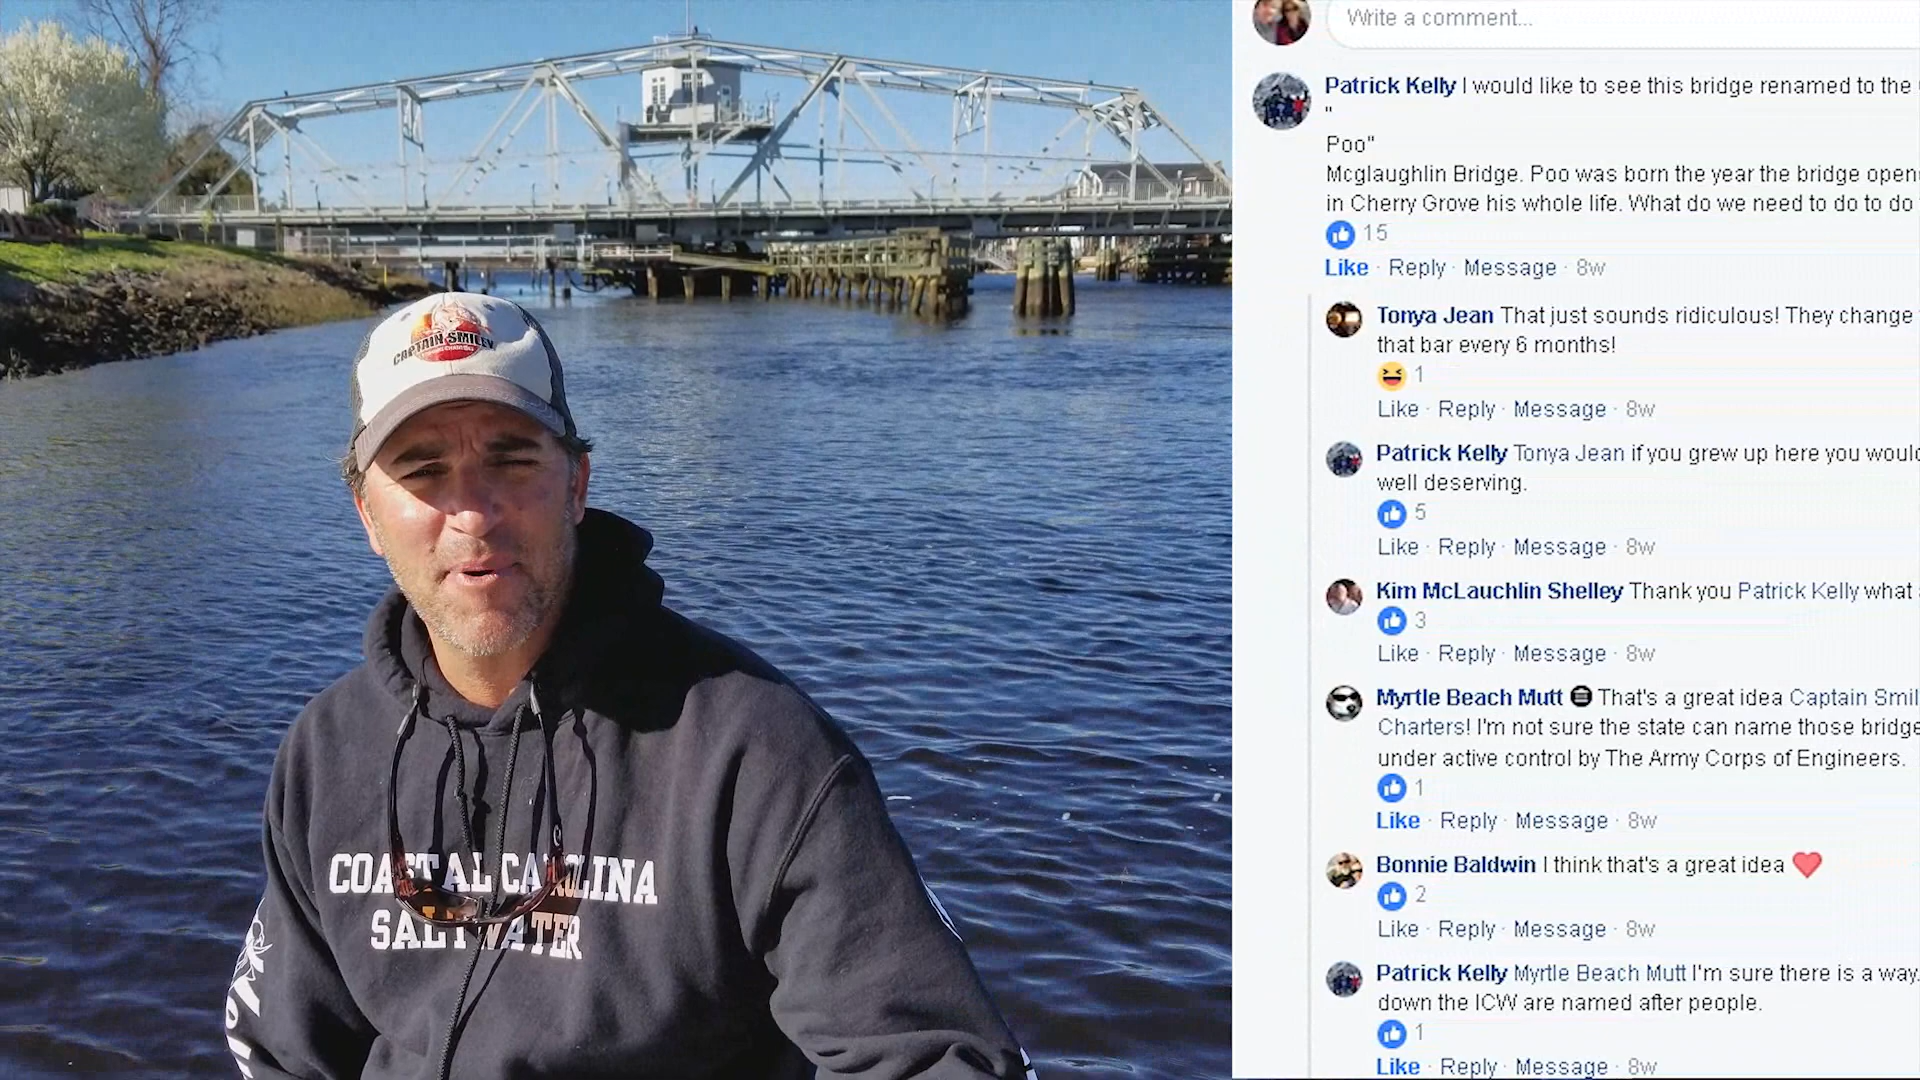 CAPTAIN SMILEY
COASTAL CAROLINA
SALTWATER
Write a comment...
Patrick Kelly I would like to see this bridge renamed to the
"
Poo"
Mcglaughlin Bridge. Poo was born the year the bridge opene
in Cherry Grove his whole life. What do we need to do to do
15
Like · Reply · Message · 8w
Tonya Jean That just sounds ridiculous! They change
that bar every 6 months!
1
Like · Reply · Message · 8w
Patrick Kelly Tonya Jean if you grew up here you would
well deserving.
5
Like · Reply · Message · 8w
Kim McLauchlin Shelley Thank you Patrick Kelly what
3
Like · Reply · Message · 8w
Myrtle Beach Mutt That's a great idea Captain Smil
Charters! I'm not sure the state can name those bridge
under active control by The Army Corps of Engineers.
1
Like · Reply · Message · 8w
Bonnie Baldwin I think that's a great idea
2
Like · Reply · Message · 8w
Patrick Kelly Myrtle Beach Mutt I'm sure there is a way.
down the ICW are named after people.
1
Like · Reply · Message · 8w